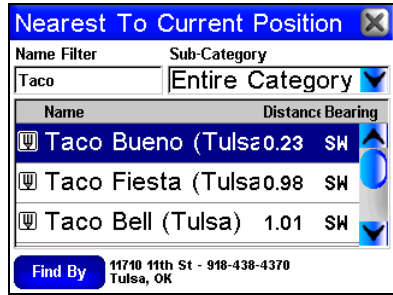 Nearest To Current Position
Name Filter Sub-Category
Taco Entire Category
Name Distance Bearing
Taco Bueno (Tulsa 0.23 SW
Taco Fiesta (Tulsa 0.98 SW
Taco Bell (Tulsa) 1.01 SW
Find By 11710 11th St - 918-438-4370
Tulsa, OK